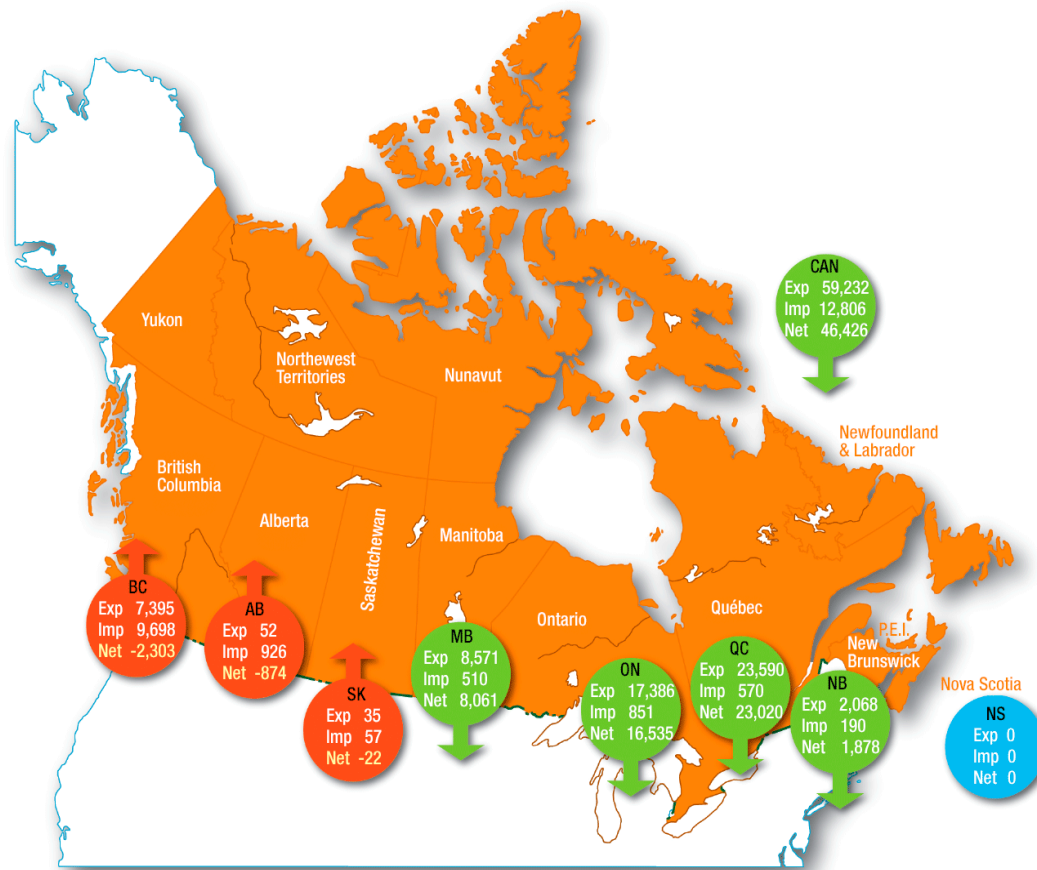 CAN
Exp 59,232
Imp 12,806
Net 46,426
Yukon
Northewest
Territories
Nunavut
Newfoundland
& Labrador
British
Columbia
Alberta
Saskatchewan
Manitoba
Ontario
Québec
P.E.I.
New
Brunswick
Nova Scotia
BC
Exp 7,395
Imp 9,698
Net -2,303
AB
Exp 52
Imp 926
Net -874
SK
Exp 35
Imp 57
Net -22
MB
Exp 8,571
Imp 510
Net 8,061
ON
Exp 17,386
Imp 851
Net 16,535
QC
Exp 23,590
Imp 570
Net 23,020
NB
Exp 2,068
Imp 190
Net 1,878
NS
Exp 0
Imp 0
Net 0